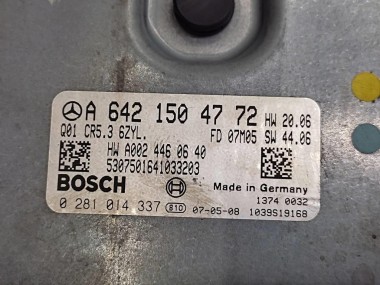 A 642 150 47 72 HW 20.06
Q01 CR5.3 6ZYL. FD 07M05 SW 44.06
HW A002 446 06 40
5307501641033203
BOSCH Made in Germany
1374 0032
0 281 014 337 810 07-05-08 1039S19168